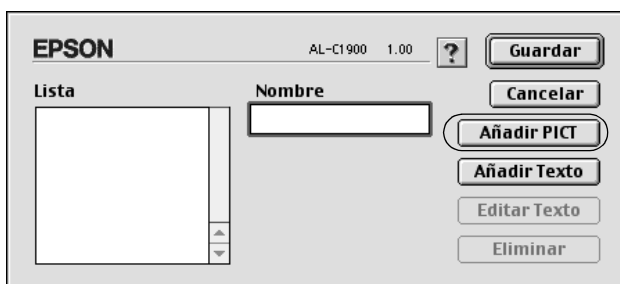 EPSON AL-C1900 1.00 ? Guardar
Lista Nombre Cancelar
Añadir PICT
Añadir Texto
Editar Texto
Eliminar